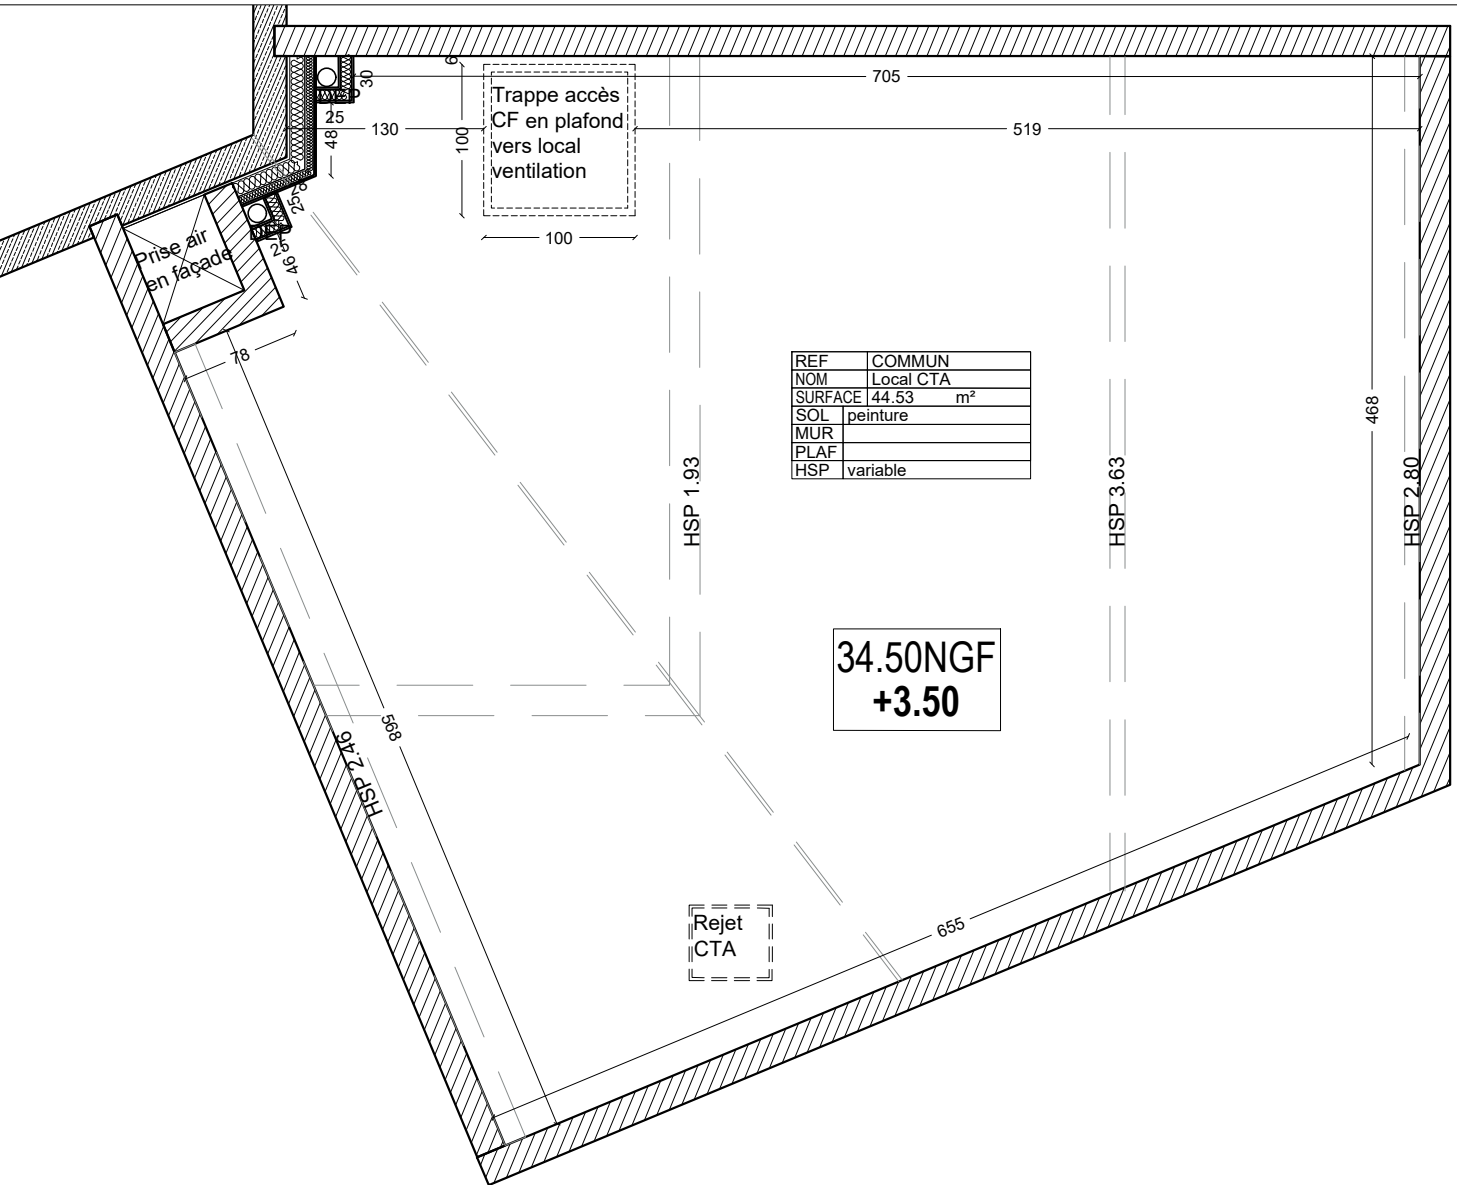 705
30
6
25
48
130
100
Trappe accès
CF en plafond
vers local
ventilation
519
100
25
25
46
Prise air
en façade
78
REF COMMUN
NOM Local CTA
SURFACE 44.53 m²
SOL peinture
MUR
PLAF
HSP variable
468
HSP 1.93
HSP 3.63
HSP 2.80
34.50NGF
+3.50
568
HSP 2.46
Rejet
CTA
655